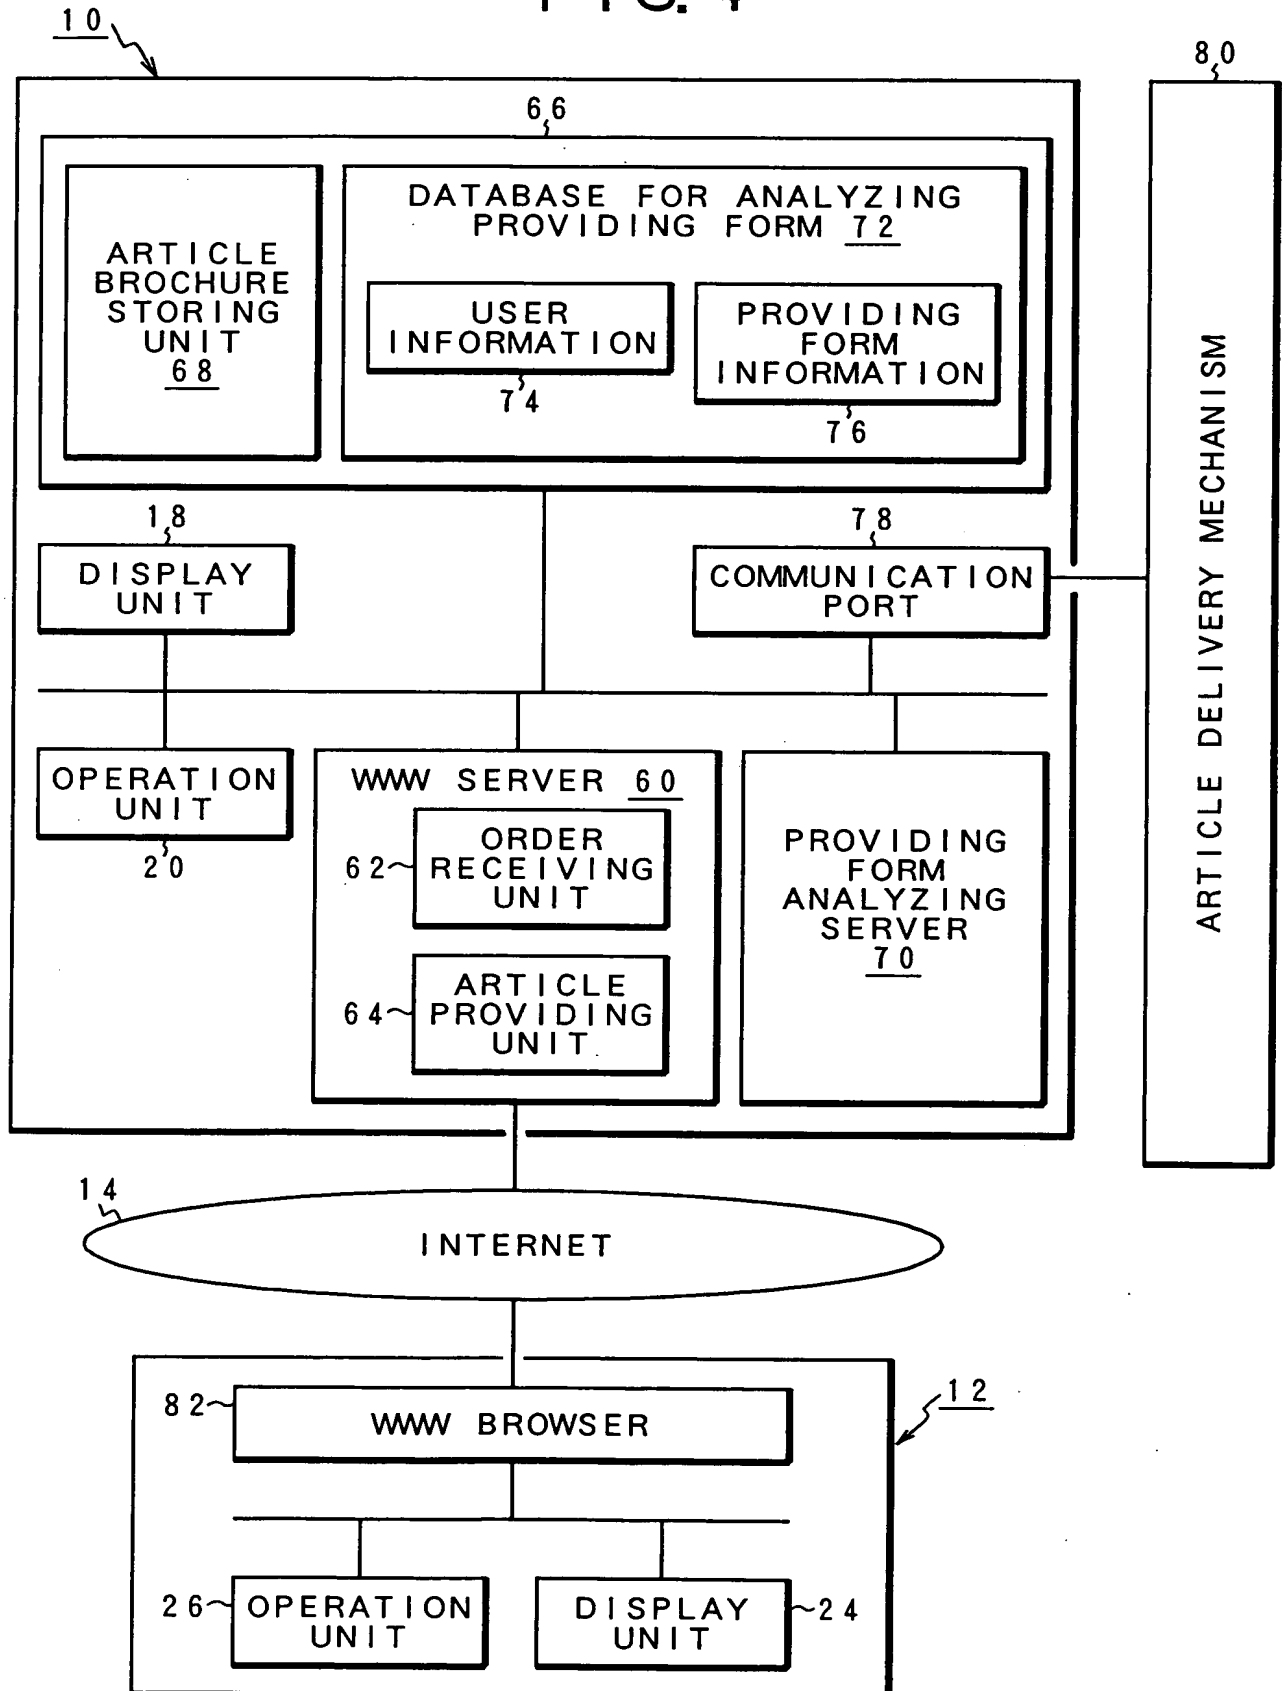 FIG. 4
10
80
66
ARTICLE
BROCHURE
STORING
UNIT
68
DATABASE FOR ANALYZING
PROVIDING FORM 72
USER
INFORMATION
74
PROVIDING
FORM
INFORMATION
76
18
DISPLAY
UNIT
78
COMMUNICATION
PORT
ARTICLE DELIVERY MECHANISM
OPERATION
UNIT
20
WWW SERVER 60
62
ORDER
RECEIVING
UNIT
64
ARTICLE
PROVIDING
UNIT
PROVIDING
FORM
ANALYZING
SERVER
70
14
INTERNET
82
WWW BROWSER
12
26
OPERATION
UNIT
DISPLAY
UNIT
24